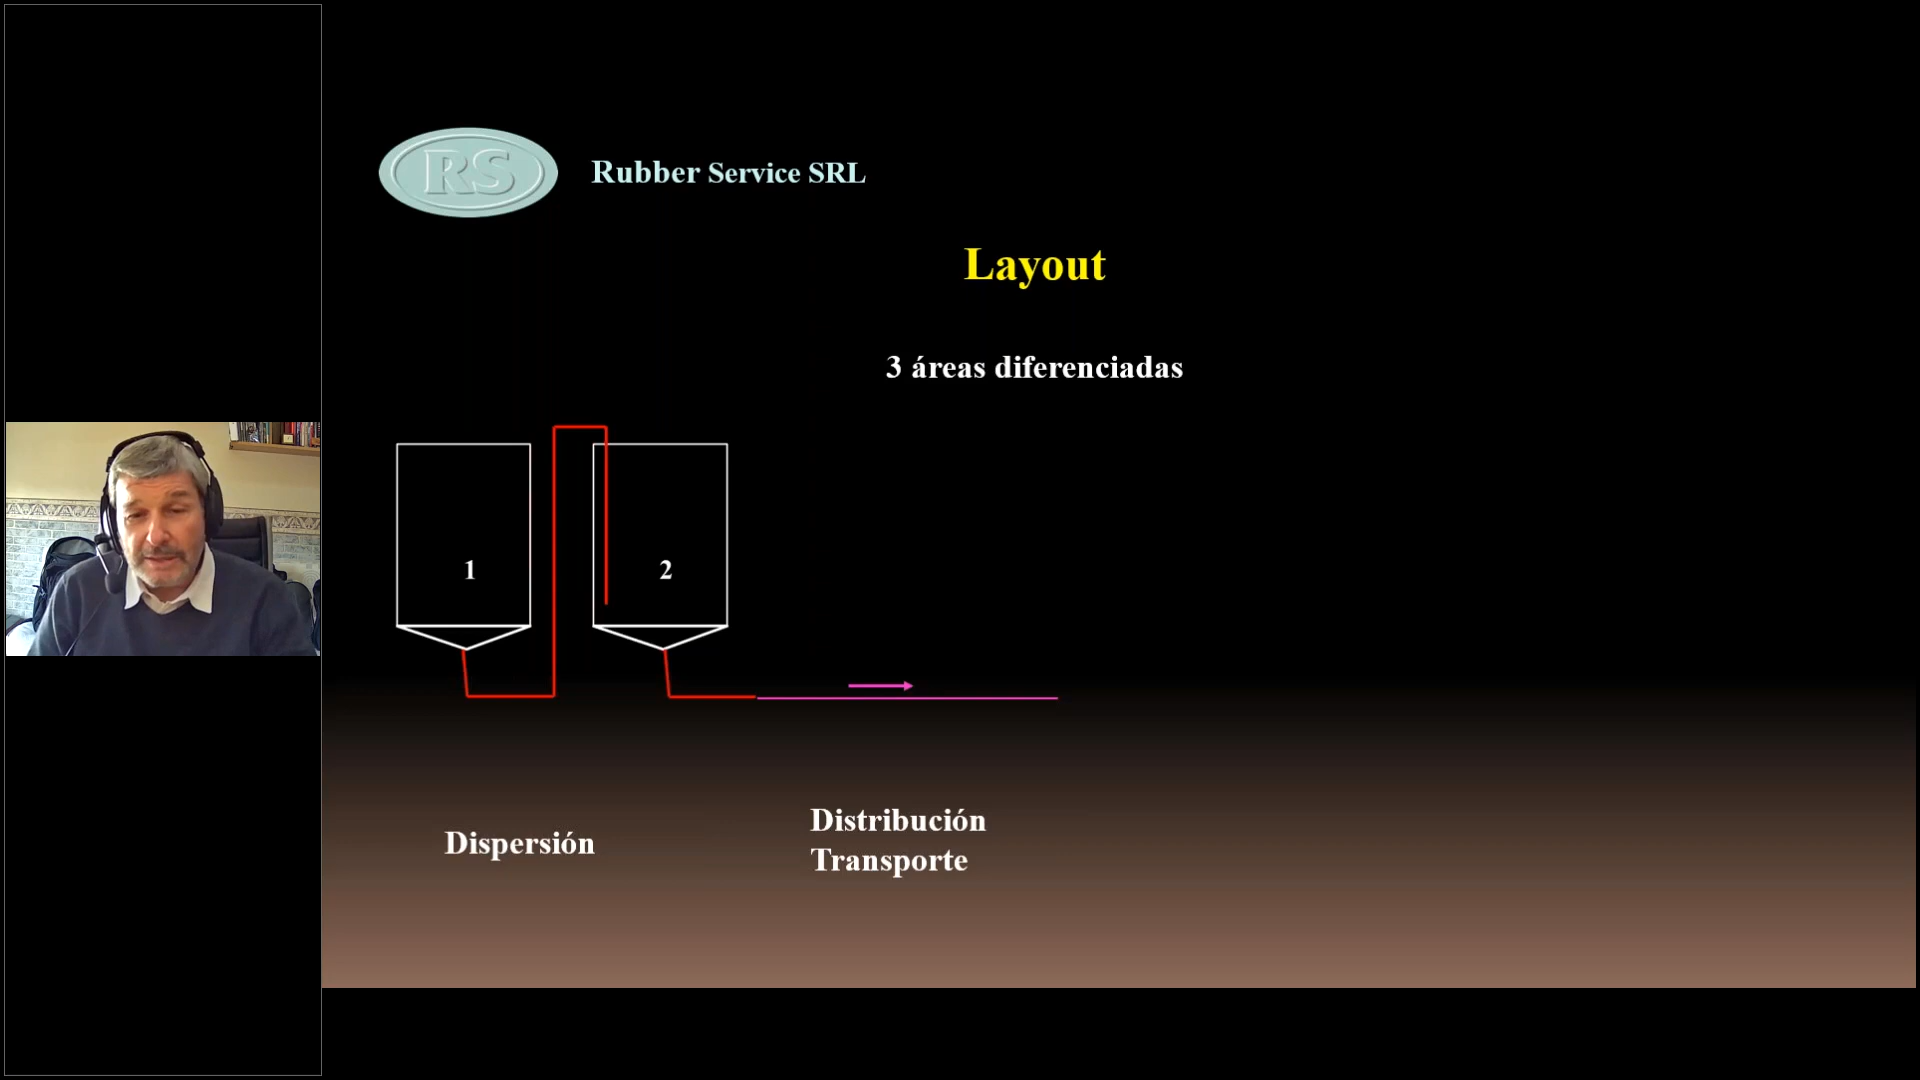 RS
Rubber Service SRL
Layout
3 áreas diferenciadas
1
2
Dispersión
Distribución
Transporte